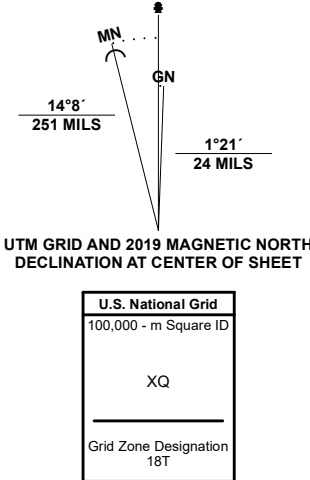 MN
GN
14°8´
251 MILS
1°21´
24 MILS
UTM GRID AND 2019 MAGNETIC NORTH
DECLINATION AT CENTER OF SHEET
U.S. National Grid
100,000 - m Square ID
XQ
Grid Zone Designation
18T